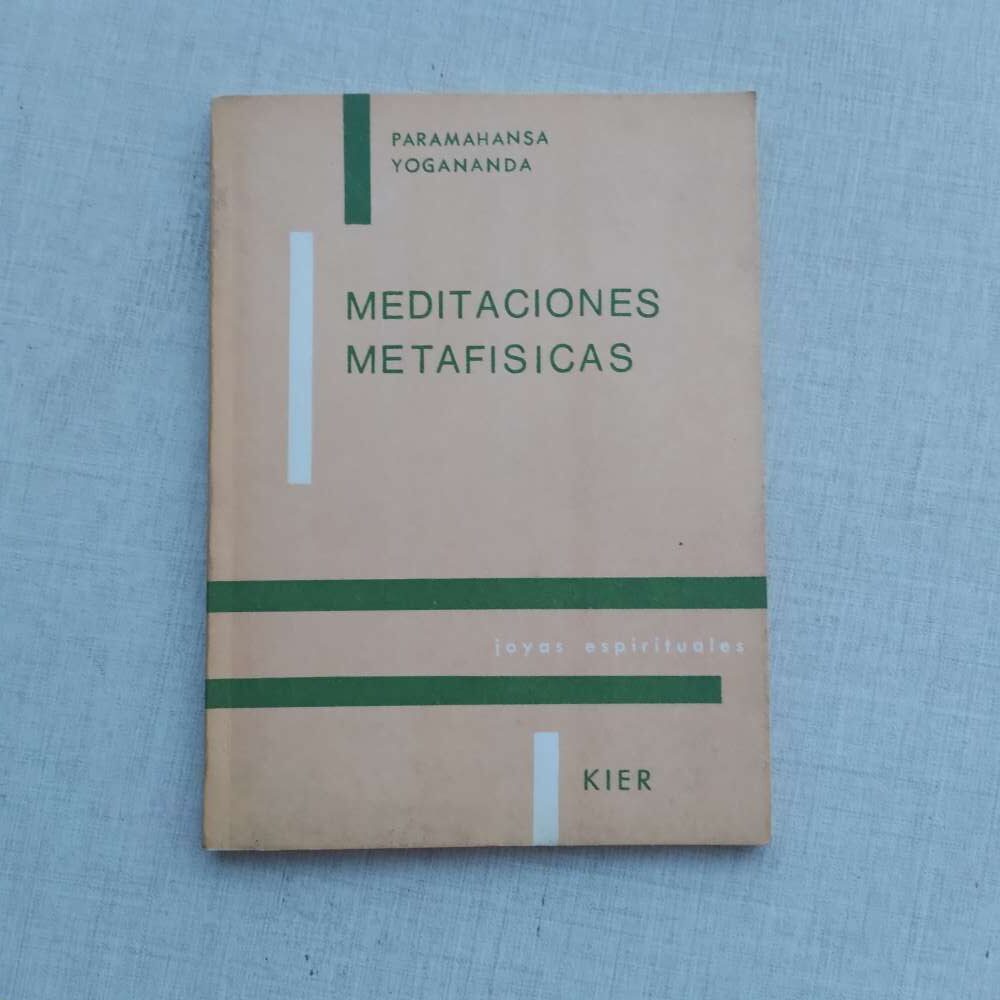 PARAMAHANSA
YOGANANDA
MEDITACIONES
METAFISICAS
joyas espirituales
KIER